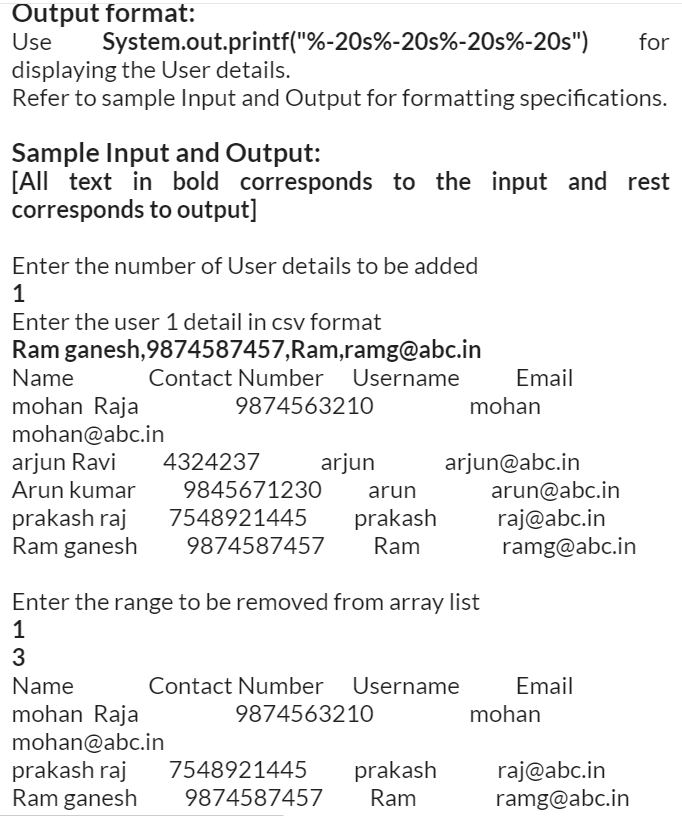 Output format:
Use System.out.printf("%-20s%-20s%-20s%-20s") for
displaying the User details.
Refer to sample Input and Output for formatting specifications.
Sample Input and Output:
[All text in bold corresponds to the input and rest
corresponds to output]
Enter the number of User details to be added
1
Enter the user 1 detail in csv format
Ram ganesh,9874587457,Ram,ramg@abc.in
Name Contact Number Username Email
mohan Raja 9874563210 mohan
mohan@abc.in
arjun Ravi 4324237 arjun arjun@abc.in
Arun kumar 9845671230 arun arun@abc.in
prakash raj 7548921445 prakash raj@abc.in
Ram ganesh 9874587457 Ram ramg@abc.in
Enter the range to be removed from array list
1
3
Name Contact Number Username Email
mohan Raja 9874563210 mohan
mohan@abc.in
prakash raj 7548921445 prakash raj@abc.in
Ram ganesh 9874587457 Ram ramg@abc.in